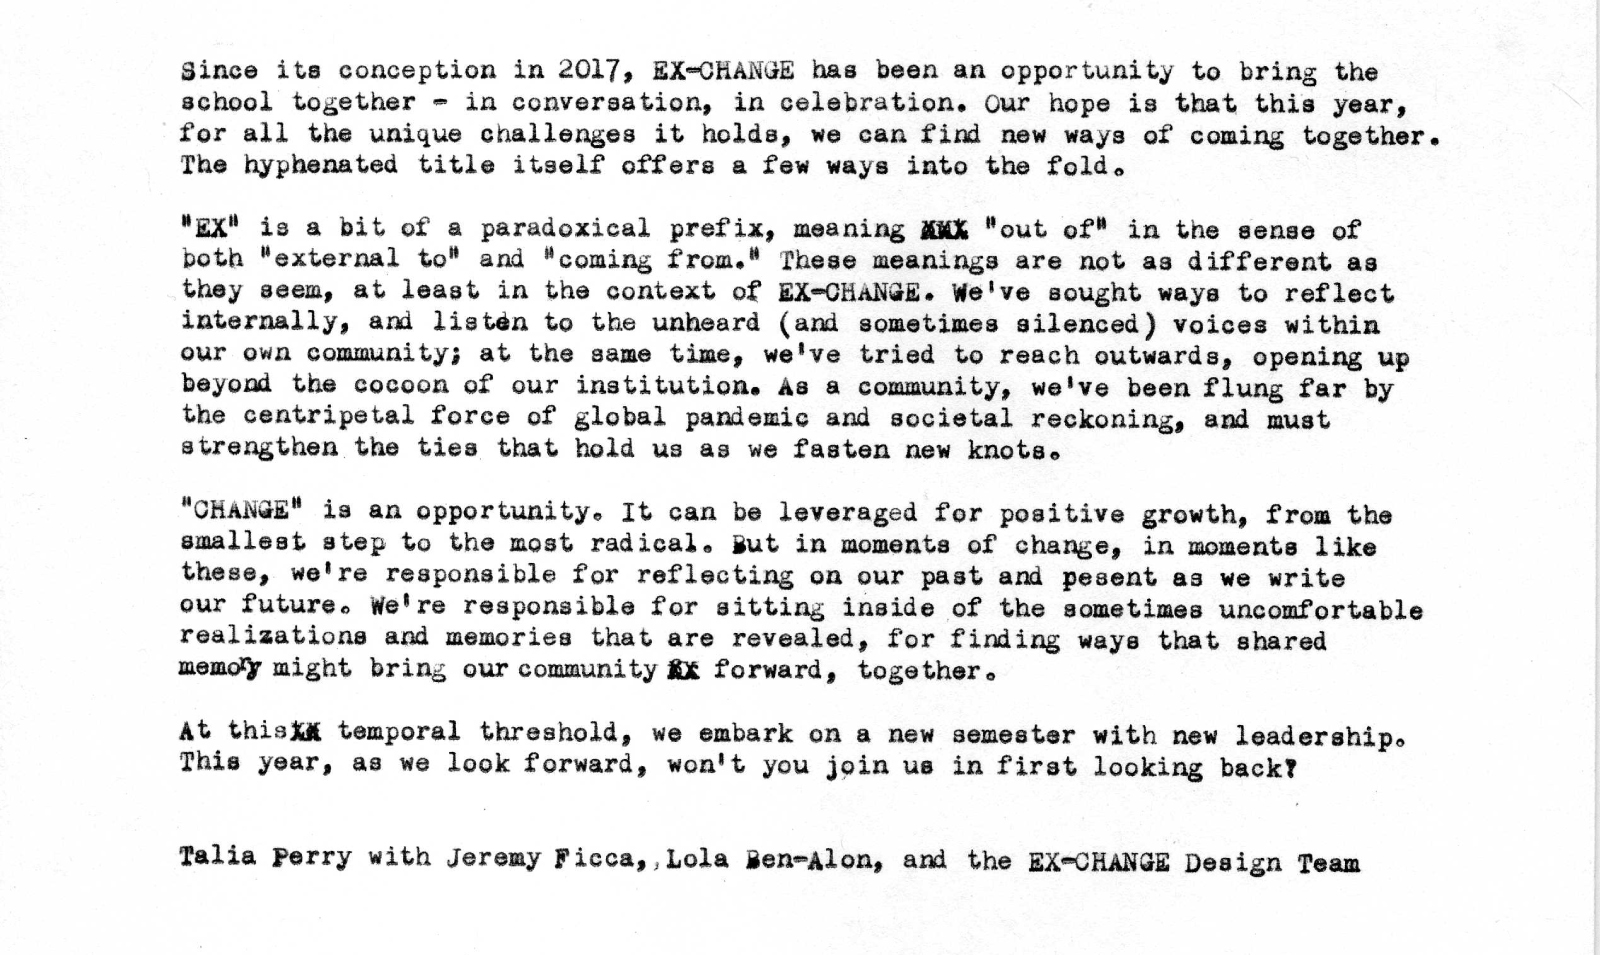 Since its conception in 2017, EX-CHANGE has been an opportunity to bring the
school together - in conversation, in celebration. Our hope is that this year,
for all the unique challenges it holds, we can find new ways of coming together.
The hyphenated title itself offers a few ways into the fold.
"EX" is a bit of a paradoxical prefix, meaning "out of" in the sense of
both "external to" and "coming from." These meanings are not as different as
they seem, at least in the context of EX-CHANGE. We've sought ways to reflect
internally, and listen to the unheard (and sometimes silenced) voices within
our own community; at the same time, we've tried to reach outwards, opening up
beyond the cocoon of our institution. As a community, we've been flung far by
the centripetal force of global pandemic and societal reckoning, and must
strengthen the ties that hold us as we fasten new knots.
"CHANGE" is an opportunity. It can be leveraged for positive growth, from the
smallest step to the most radical. But in moments of change, in moments like
these, we're responsible for reflecting on our past and pesent as we write
our future. We're responsible for sitting inside of the sometimes uncomfortable
realizations and memories that are revealed, for finding ways that shared
memory might bring our community forward, together.
At this temporal threshold, we embark on a new semester with new leadership.
This year, as we look forward, won't you join us in first looking back?
Talia Perry with Jeremy Ficca, Lola Ben-Alon, and the EX-CHANGE Design Team